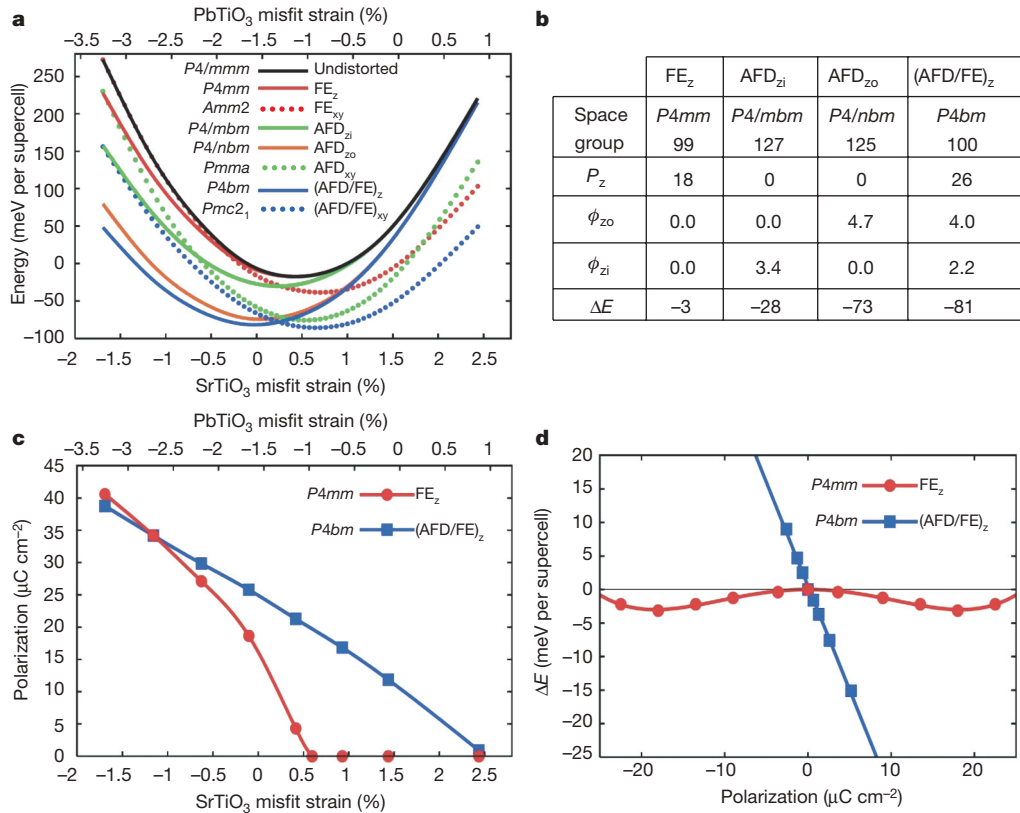 a
PbTiO3 misfit strain (%)
−3.5 −3 −2.5 −2 −1.5 −1 −0.5 0 0.5 1
Energy (meV per supercell)
250
200
150
100
50
0
−50
−100
P4/mmm Undistorted
P4mm FEz
Amm2 FExy
P4/mbm AFDzi
P4/nbm AFDzo
Pmma AFDxy
P4bm (AFD/FE)z
Pmc21 (AFD/FE)xy
−2 −1.5 −1 −0.5 0 0.5 1 1.5 2 2.5
SrTiO3 misfit strain (%)
b
FEz AFDzi AFDzo (AFD/FE)z
Space group P4mm 99 P4/mbm 127 P4/nbm 125 P4bm 100
Pz 18 0 0 26
ϕzo 0.0 0.0 4.7 4.0
ϕzi 0.0 3.4 0.0 2.2
ΔE −3 −28 −73 −81
c
PbTiO3 misfit strain (%)
−3.5 −3 −2.5 −2 −1.5 −1 −0.5 0 0.5 1
Polarization (μC cm−2)
45
40
35
30
25
20
15
10
5
0
P4mm FEz
P4bm (AFD/FE)z
−2 −1.5 −1 −0.5 0 0.5 1 1.5 2 2.5
SrTiO3 misfit strain (%)
d
ΔE (meV per supercell)
20
15
10
5
0
−5
−10
−15
−20
−25
P4mm FEz
P4bm (AFD/FE)z
−20 −10 0 10 20
Polarization (μC cm−2)